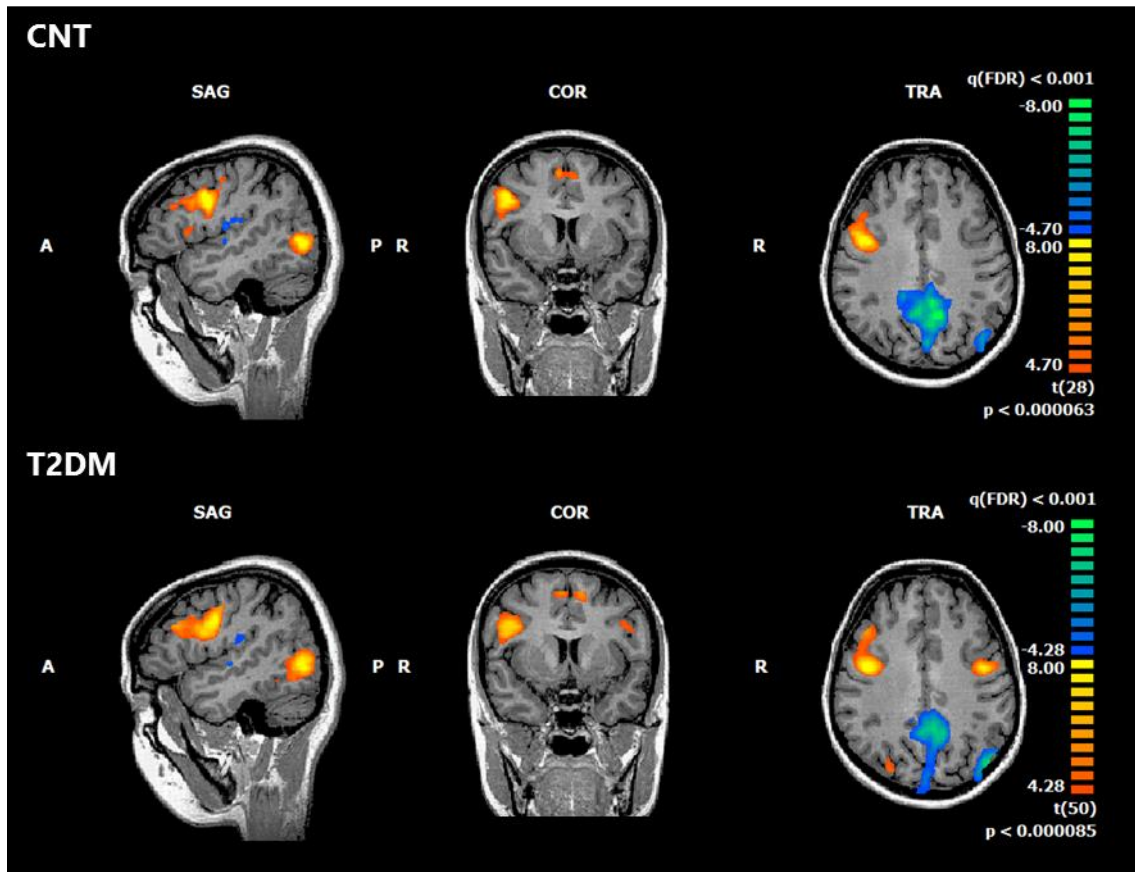 CNT
SAG COR TRA
q(FDR) < 0.001
-8.00
A P R R
-4.70
8.00
4.70
t(28)
p < 0.000063
T2DM
SAG COR TRA
q(FDR) < 0.001
-8.00
A P R R
-4.28
8.00
4.28
t(50)
p < 0.000085